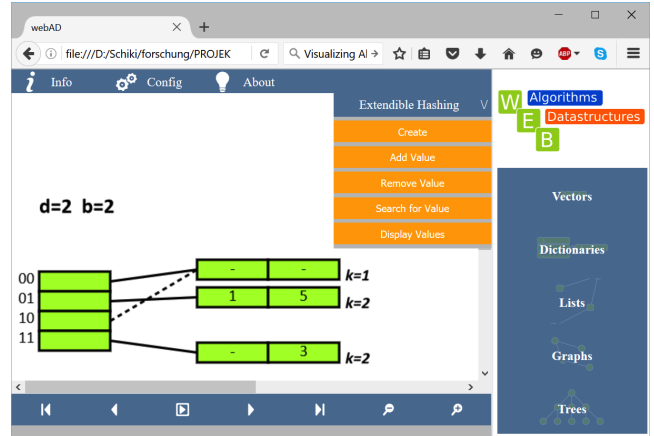 webAD × +
file:///D:/Schiki/forschung/PROJEK
Visualizing Al
ABP
S
i Info Config About
Extendible Hashing V
Create
Add Value
Remove Value
Search for Value
Display Values
d=2 b=2
00
01
10
11
- - k=1
1 5 k=2
- 3 k=2
W Algorithms
E Datastructures
B
Vectors
Dictionaries
Lists
Graphs
Trees